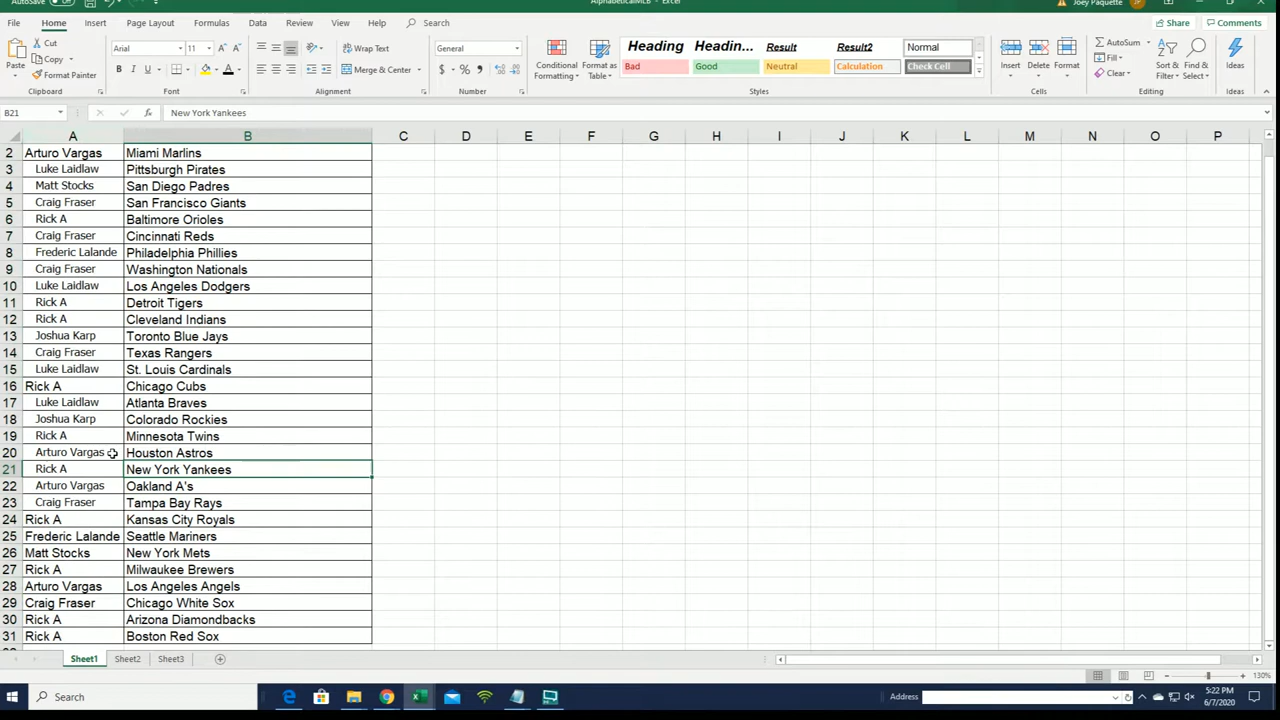 AutoSave Off AlphabeticalMLB - Excel Joey Paquette JP
File Home Insert Page Layout Formulas Data Review View Help Search Share Comments
Paste Cut Copy Format Painter Clipboard
Arial 11 Font
Wrap Text Merge & Center Alignment
General Number
Conditional Formatting Format as Table
Heading Headin... Result Result2 Normal
Bad Good Neutral Calculation Check Cell
Styles
Insert Delete Format Cells
AutoSum Fill Clear Sort & Filter Find & Select Editing
Ideas Ideas
B21 New York Yankees
A B C D E F G H I J K L M N O P
2 Arturo Vargas Miami Marlins
3 Luke Laidlaw Pittsburgh Pirates
4 Matt Stocks San Diego Padres
5 Craig Fraser San Francisco Giants
6 Rick A Baltimore Orioles
7 Craig Fraser Cincinnati Reds
8 Frederic Lalande Philadelphia Phillies
9 Craig Fraser Washington Nationals
10 Luke Laidlaw Los Angeles Dodgers
11 Rick A Detroit Tigers
12 Rick A Cleveland Indians
13 Joshua Karp Toronto Blue Jays
14 Craig Fraser Texas Rangers
15 Luke Laidlaw St. Louis Cardinals
16 Rick A Chicago Cubs
17 Luke Laidlaw Atlanta Braves
18 Joshua Karp Colorado Rockies
19 Rick A Minnesota Twins
20 Arturo Vargas Houston Astros
21 Rick A New York Yankees
22 Arturo Vargas Oakland A's
23 Craig Fraser Tampa Bay Rays
24 Rick A Kansas City Royals
25 Frederic Lalande Seattle Mariners
26 Matt Stocks New York Mets
27 Rick A Milwaukee Brewers
28 Arturo Vargas Los Angeles Angels
29 Craig Fraser Chicago White Sox
30 Rick A Arizona Diamondbacks
31 Rick A Boston Red Sox
Sheet1 Sheet2 Sheet3
130%
Search Address 5:22 PM
6/7/2020